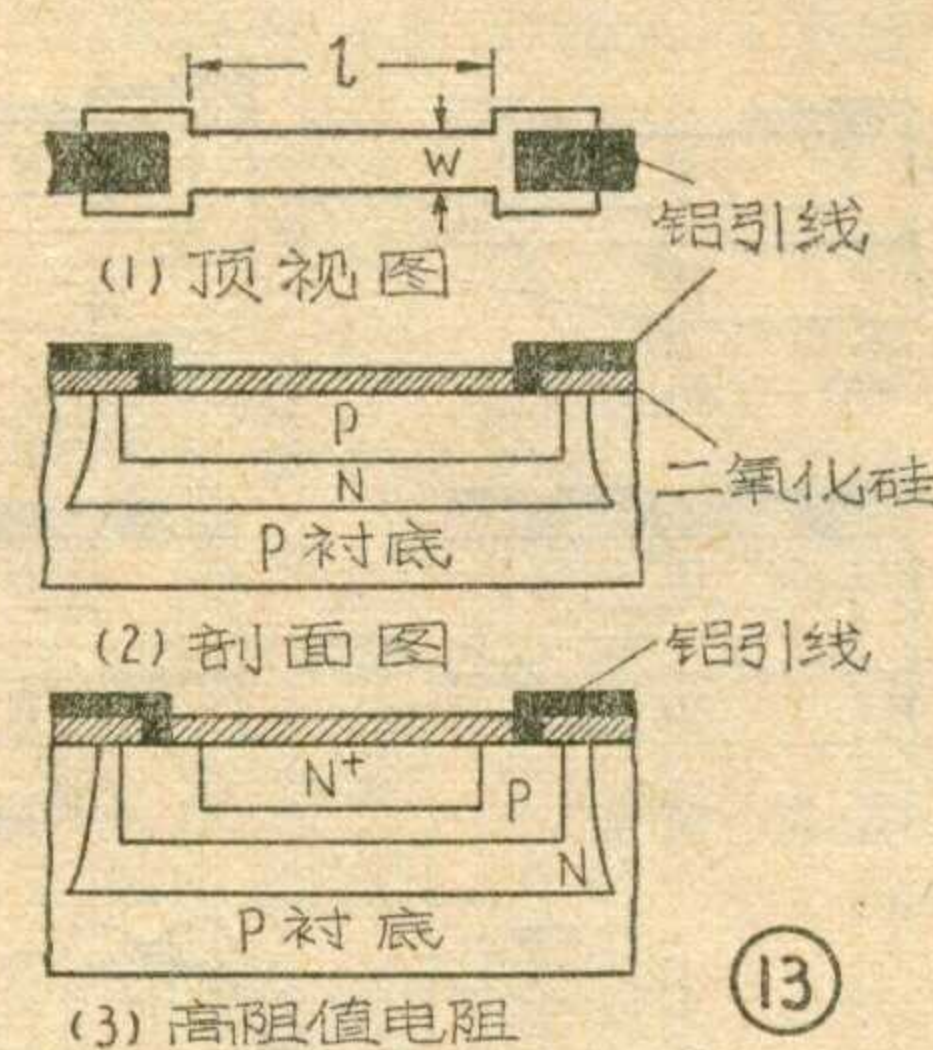 l
W
铝引线
(1) 顶视图
P
N
二氧化硅
P衬底
(2) 剖面图
铝引线
N+
P
N
P衬底
(3) 高阻值电阻
13